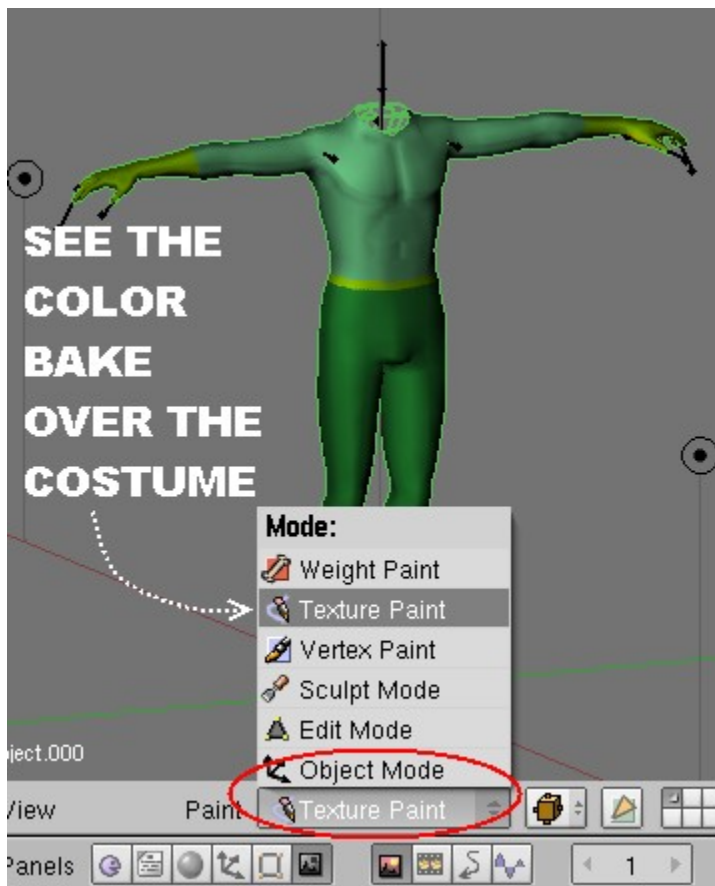 SEE THE
COLOR
BAKE
OVER THE
COSTUME
Mode:
Weight Paint
Texture Paint
Vertex Paint
Sculpt Mode
Edit Mode
Object Mode
ject.000
View Paint Texture Paint
Panels 1